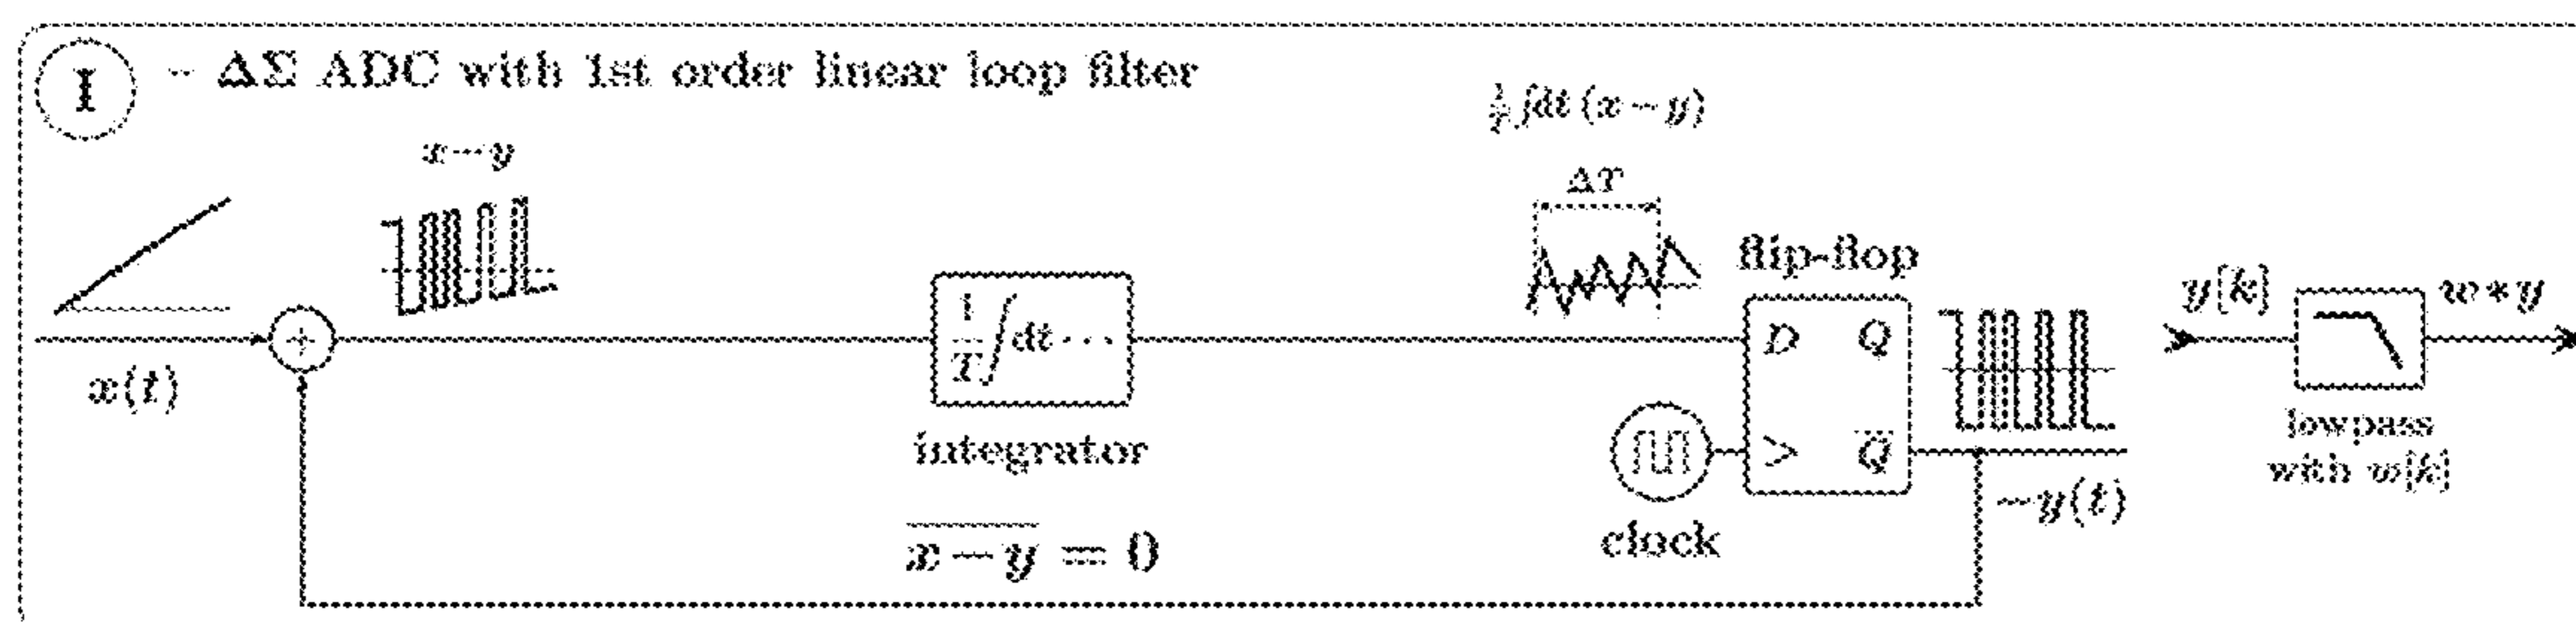 I – ΔΣ ADC with 1st order linear loop filter
x−y
x(t)
+
1/T ∫dt···
integrator
x−y = 0
1/T ∫dt (x−y)
ΔT
flip-flop
D Q
> Q
clock
−y(t)
y[k]
w∗y
lowpass
with w[k]